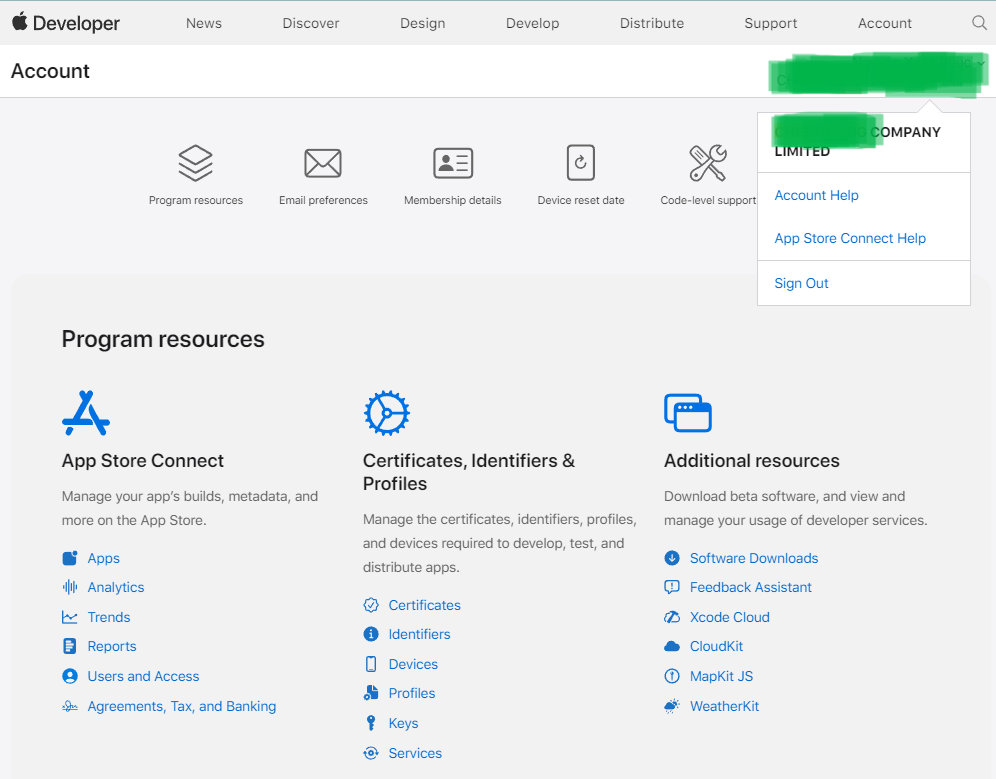 Developer
News
Discover
Design
Develop
Distribute
Support
Account
Account
COMPANY
LIMITED
Account Help
App Store Connect Help
Sign Out
Program resources
Email preferences
Membership details
Device reset date
Code-level support
Program resources
App Store Connect
Manage your app's builds, metadata, and
more on the App Store.
Apps
Analytics
Trends
Reports
Users and Access
Agreements, Tax, and Banking
Certificates, Identifiers &
Profiles
Manage the certificates, identifiers, profiles,
and devices required to develop, test, and
distribute apps.
Certificates
Identifiers
Devices
Profiles
Keys
Services
Additional resources
Download beta software, and view and
manage your usage of developer services.
Software Downloads
Feedback Assistant
Xcode Cloud
CloudKit
MapKit JS
WeatherKit